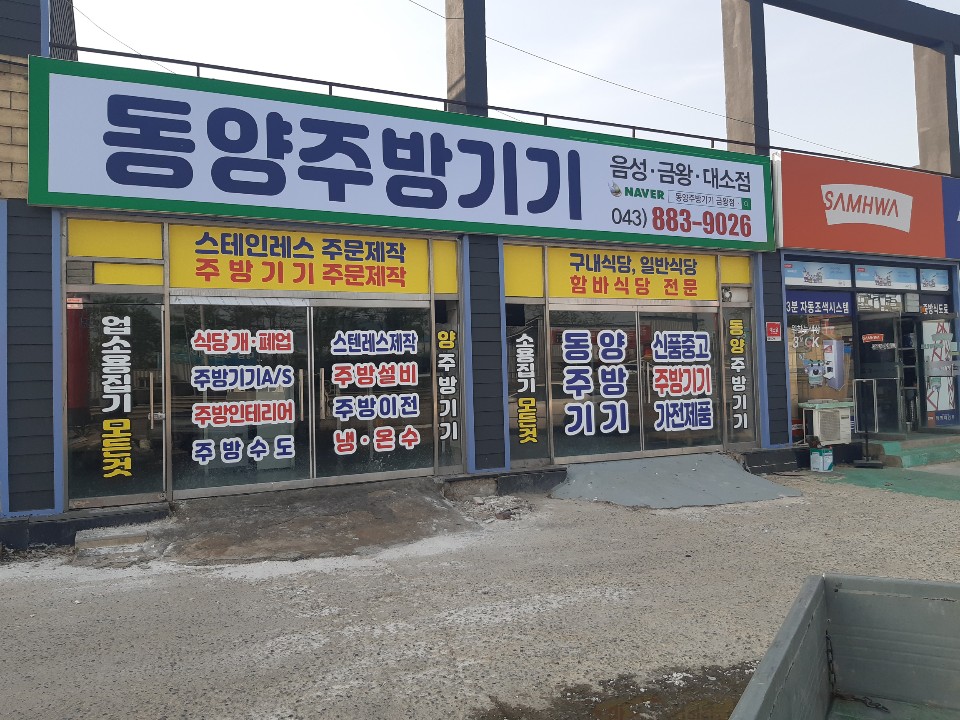 동양주방기기
음성·금왕·대소점
NAVER 동양주방기기 금왕점
043) 883-9026
SAMHWA
스테인레스 주문제작
주방기기 주문제작
구내식당, 일반식당
함바식당 전문
업소용집기 모든것
식당개·폐업
주방기기A/S
주방인테리어
주방수도
스텐레스제작
주방설비
주방이전
냉·온수
양주방기기
소용집기 모든것
동양
주방
기기
신품중고
주방기기
가전제품
동양주방기기
3분 자동조색시스템